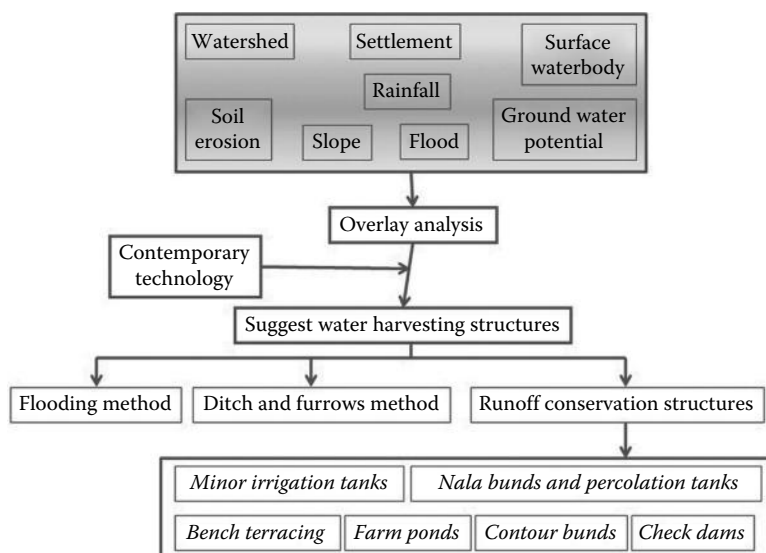 Watershed
Settlement
Surface
waterbody
Rainfall
Soil
erosion
Slope
Flood
Ground water
potential
Overlay analysis
Contemporary
technology
Suggest water harvesting structures
Flooding method
Ditch and furrows method
Runoff conservation structures
Minor irrigation tanks
Nala bunds and percolation tanks
Bench terracing
Farm ponds
Contour bunds
Check dams